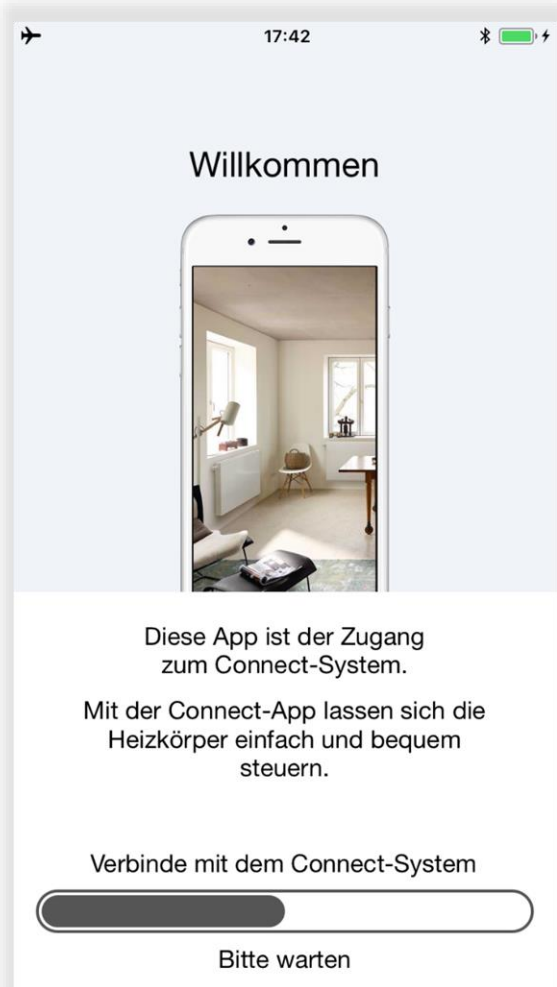 17:42
Willkommen
Diese App ist der Zugang
zum Connect-System.
Mit der Connect-App lassen sich die
Heizkörper einfach und bequem
steuern.
Verbinde mit dem Connect-System
Bitte warten